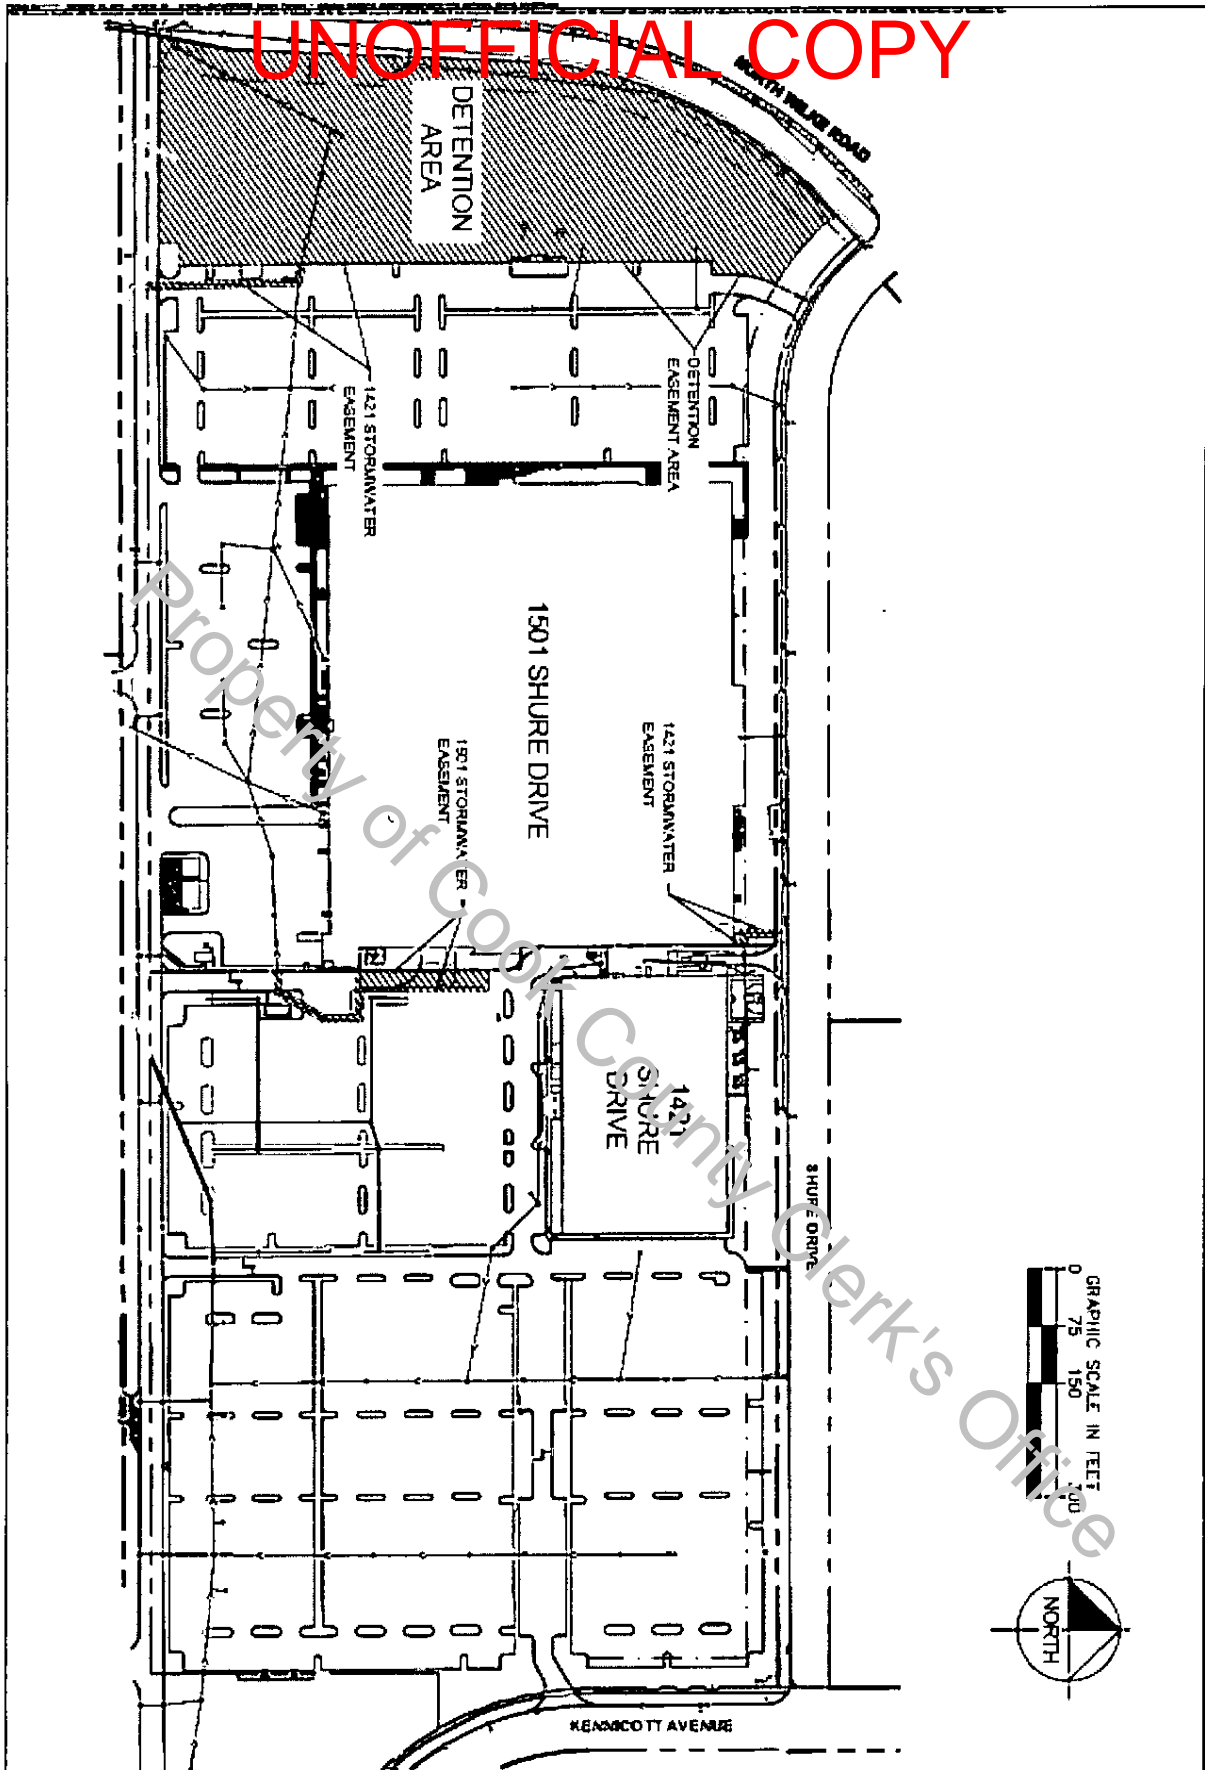 UNOFFICIAL COPY
NORTH WILKE ROAD
DETENTION
AREA
DETENTION
EASEMENT AREA
1421 STORMWATER
EASEMENT
1501 SHURE DRIVE
1421 STORMWATER
EASEMENT
1501 STORMWATER
EASEMENT
1421
SHURE
DRIVE
SHURE DRIVE
KENNICOTT AVENUE
GRAPHIC SCALE IN FEET
0 75 150
NORTH
Property of Cook County Clerk's Office